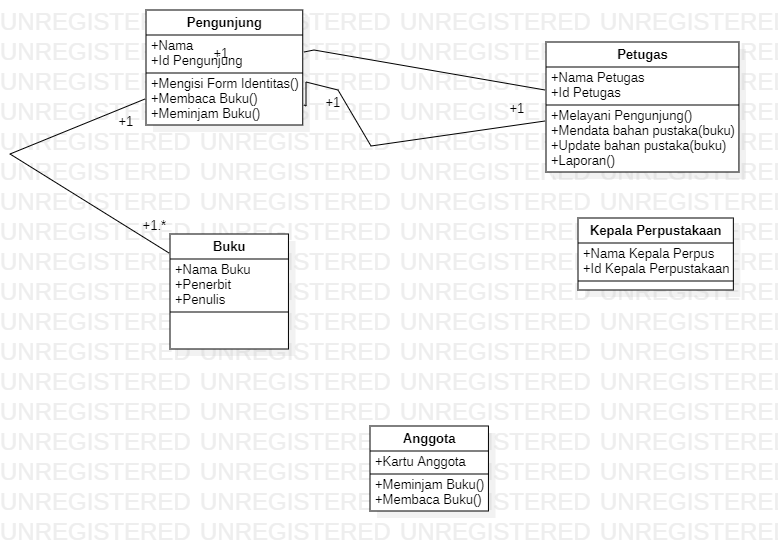 Pengunjung
+Nama
+1
+Id Pengunjung
+Mengisi Form Identitas()
+Membaca Buku()
+Meminjam Buku()
+1
+1
+1
Petugas
+Nama Petugas
+Id Petugas
+Melayani Pengunjung()
+Mendata bahan pustaka(buku)
+Update bahan pustaka(buku)
+Laporan()
+1.*
Buku
+Nama Buku
+Penerbit
+Penulis
Kepala Perpustakaan
+Nama Kepala Perpus
+Id Kepala Perpustakaan
Anggota
+Kartu Anggota
+Meminjam Buku()
+Membaca Buku()
UNREGISTERED UNREGISTERED UNREGISTERED UNREGISTERED